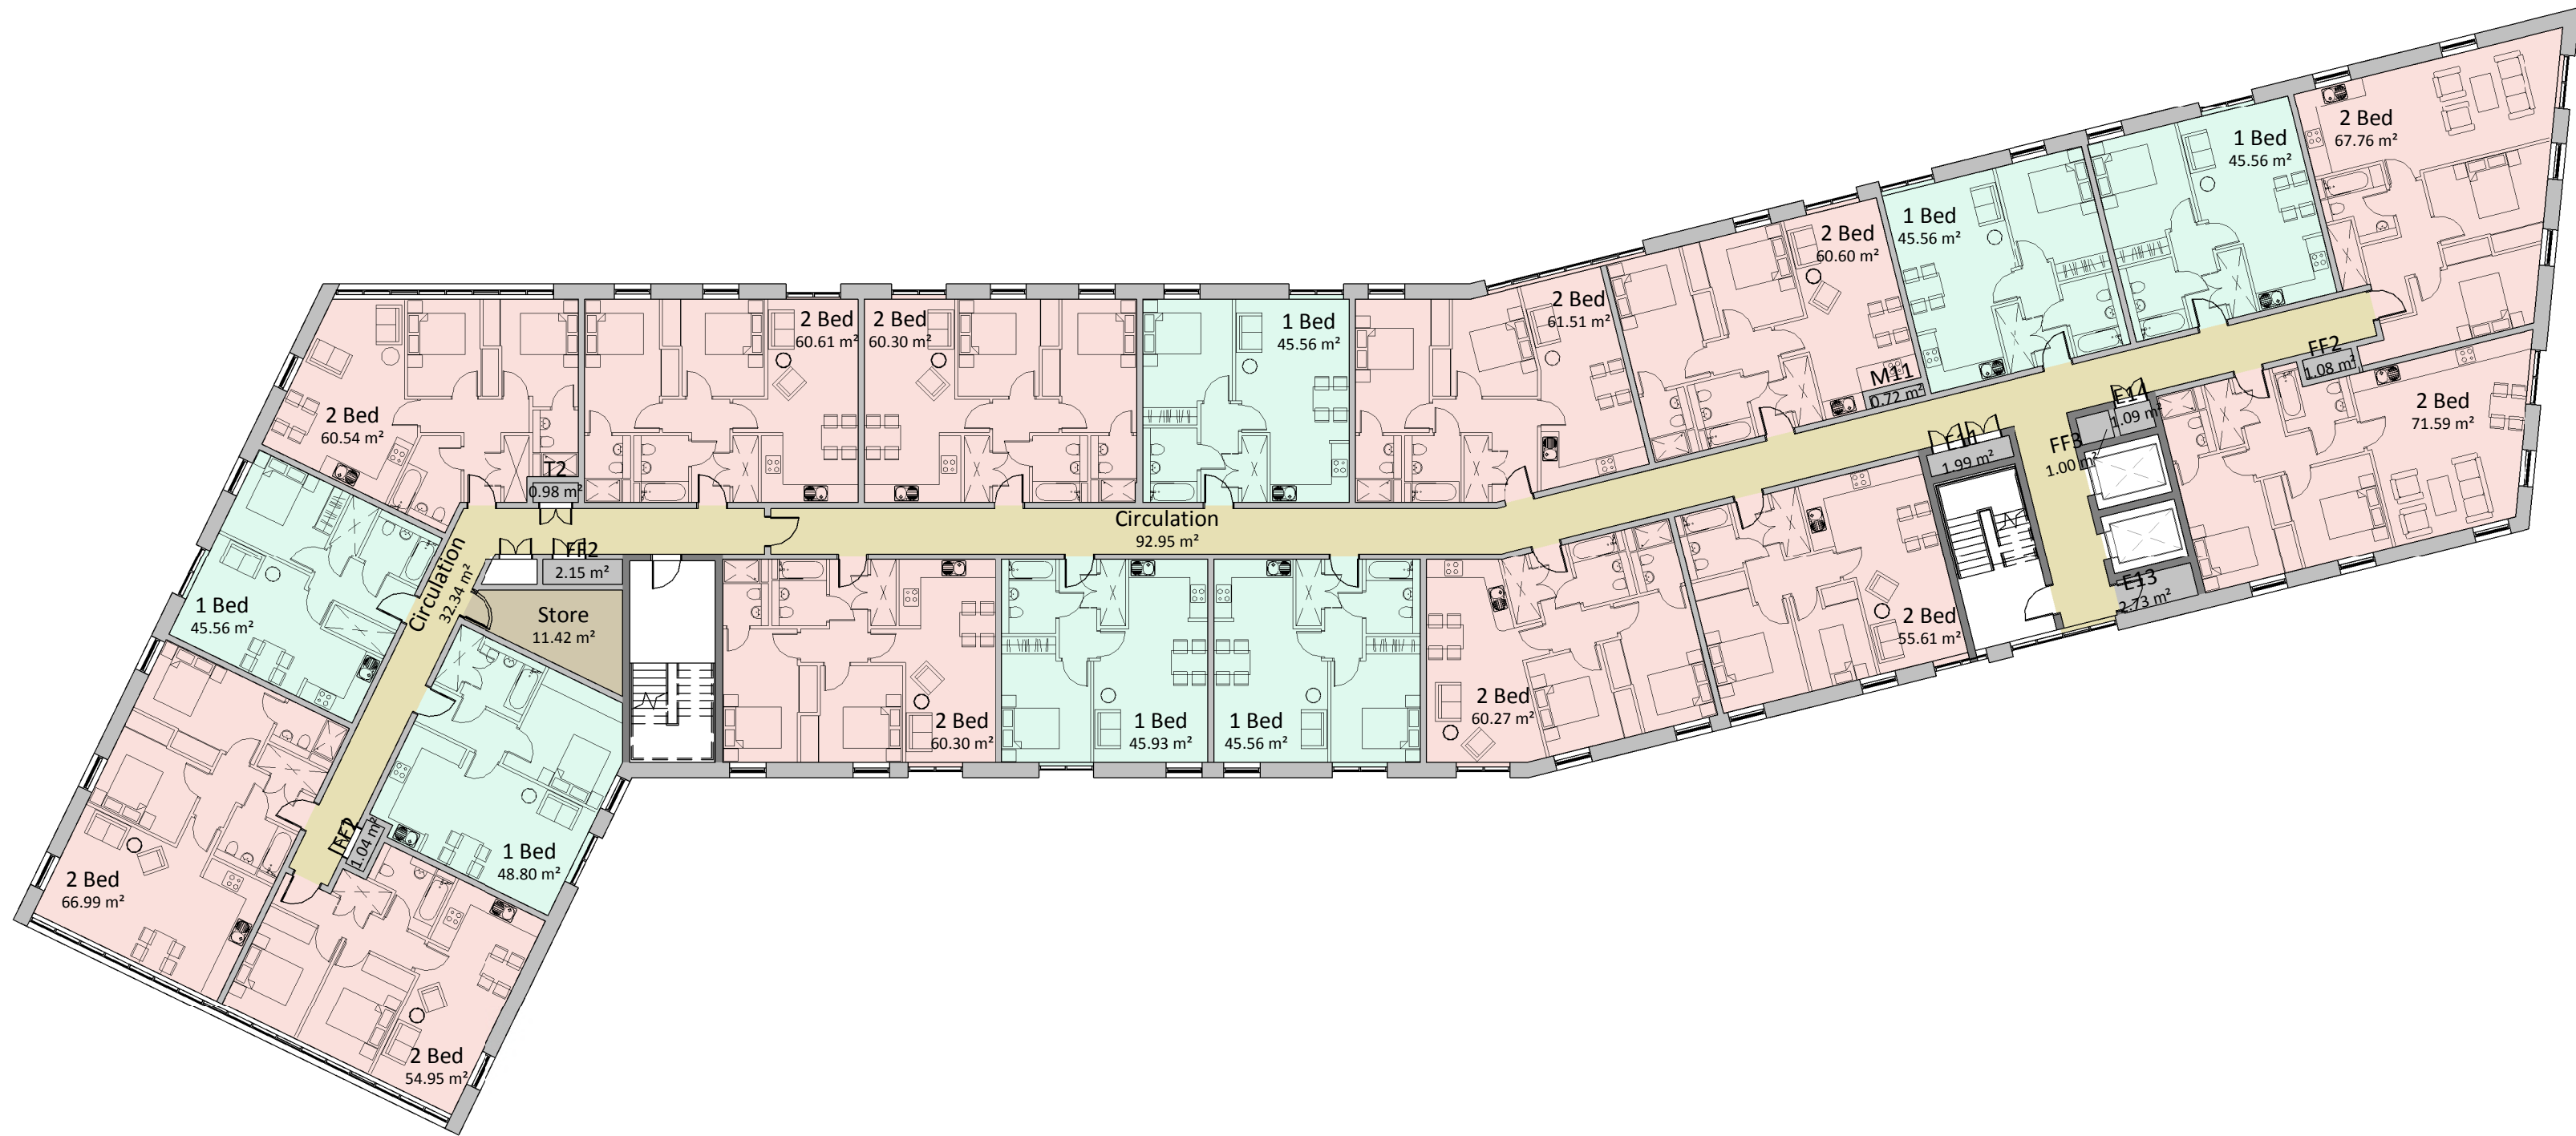 2 Bed
67.76 m²
1 Bed
45.56 m²
1 Bed
45.56 m²
2 Bed
60.60 m²
2 Bed
61.51 m²
1 Bed
45.56 m²
2 Bed
60.30 m²
2 Bed
60.61 m²
2 Bed
60.54 m²
T2
0.98 m²
M11
0.72 m²
FF2
1.08 m²
E14
1.09 m²
FF3
1.00 m²
1.99 m²
2 Bed
71.59 m²
Circulation
92.95 m²
Circulation
32.34 m²
FF2
2.15 m²
Store
11.42 m²
1 Bed
45.56 m²
E13
2.73 m²
2 Bed
55.61 m²
2 Bed
60.27 m²
1 Bed
45.56 m²
1 Bed
45.93 m²
2 Bed
60.30 m²
1 Bed
48.80 m²
FF2
1.04 m²
2 Bed
66.99 m²
2 Bed
54.95 m²